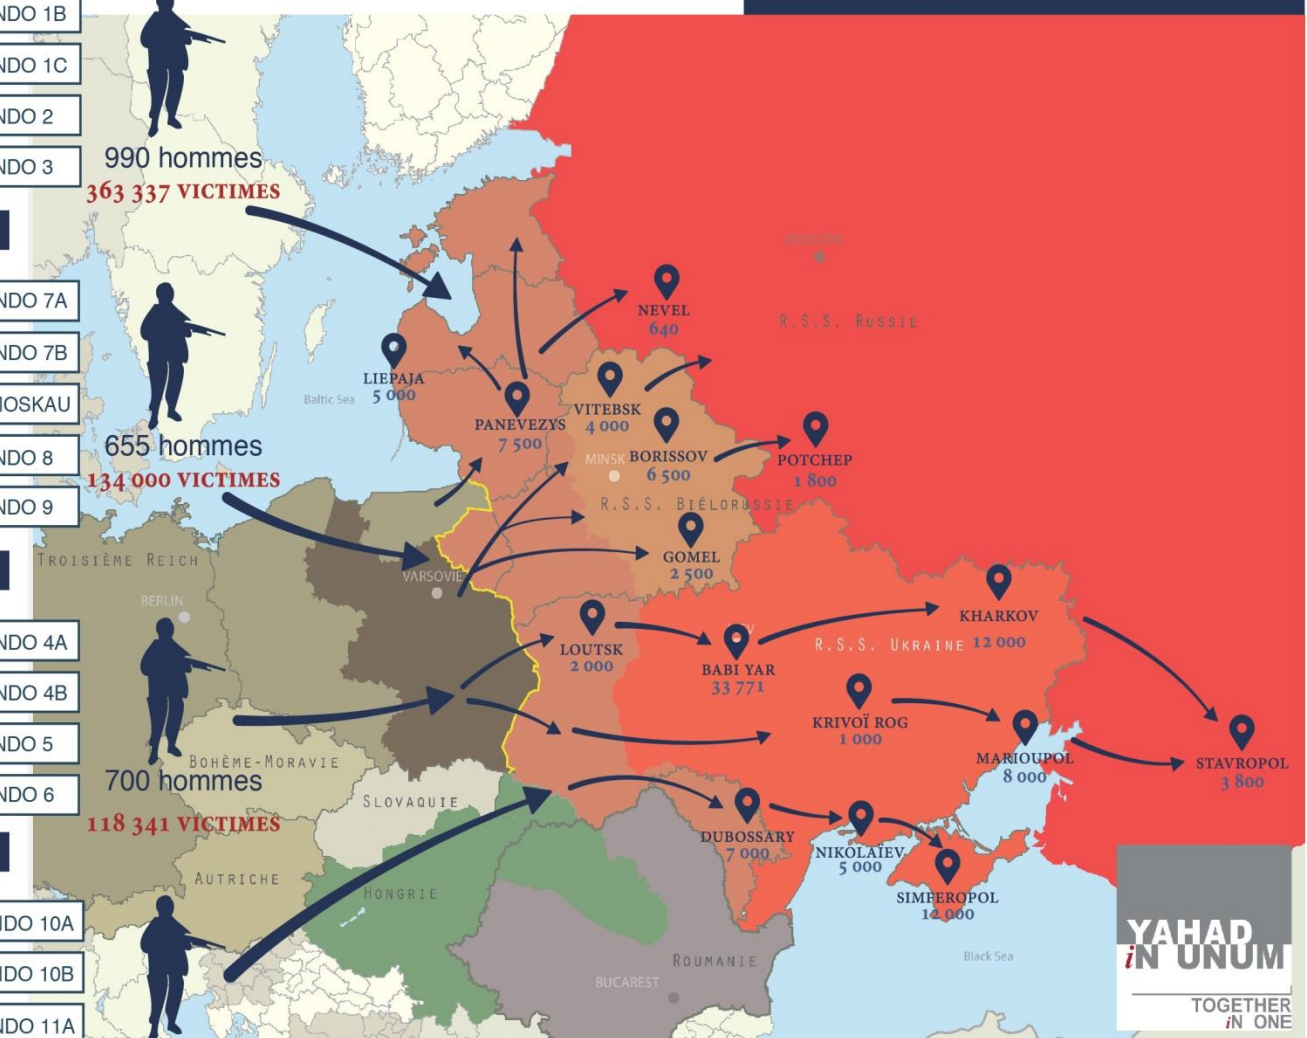 NDO 1B
NDO 1C
NDO 2
NDO 3
990 hommes
363 337 VICTIMES
NDO 7A
NDO 7B
MOSKAU
NDO 8
NDO 9
655 hommes
134 000 VICTIMES
NDO 4A
NDO 4B
NDO 5
NDO 6
700 hommes
118 341 VICTIMES
NDO 10A
NDO 10B
NDO 11A
R.S.S. RUSSIE
NEVEL
640
LIEPAJA
5 000
Baltic Sea
PANEVEZYS
7 500
VITEBSK
4 000
MINSK
BORISSOV
6 500
POTCHEP
1 800
R.S.S. BIÉLORUSSIE
GOMEL
2 500
TROISIÈME REICH
BERLIN
VARSOVIE
LOUTSK
2 000
BABI YAR
33 771
R.S.S. UKRAINE
KHARKOV
12 000
KRIVOÏ ROG
1 000
MARIOUPOL
8 000
STAVROPOL
3 800
BOHÈME-MORAVIE
SLOVAQUIE
AUTRICHE
HONGRIE
DUBOSSARY
7 000
NIKOLAÏEV
5 000
SIMFEROPOL
12 000
ROUMANIE
BUCAREST
Black Sea
YAHAD
iN UNUM
TOGETHER
iN ONE